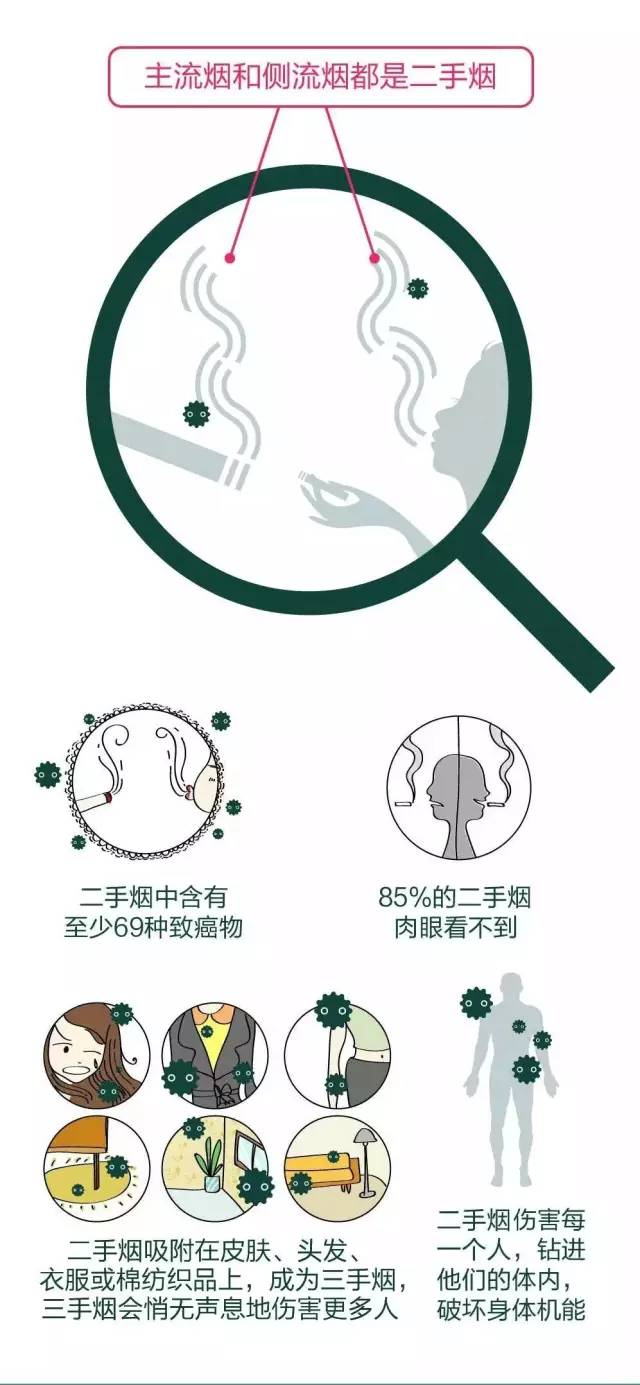 主流烟和侧流烟都是二手烟
二手烟中含有
至少69种致癌物
85%的二手烟
肉眼看不到
二手烟吸附在皮肤、头发、
衣服或棉纺织品上，成为三手烟，
三手烟会悄无声息地伤害更多人
二手烟伤害每
一个人，钻进
他们的体内，
破坏身体机能